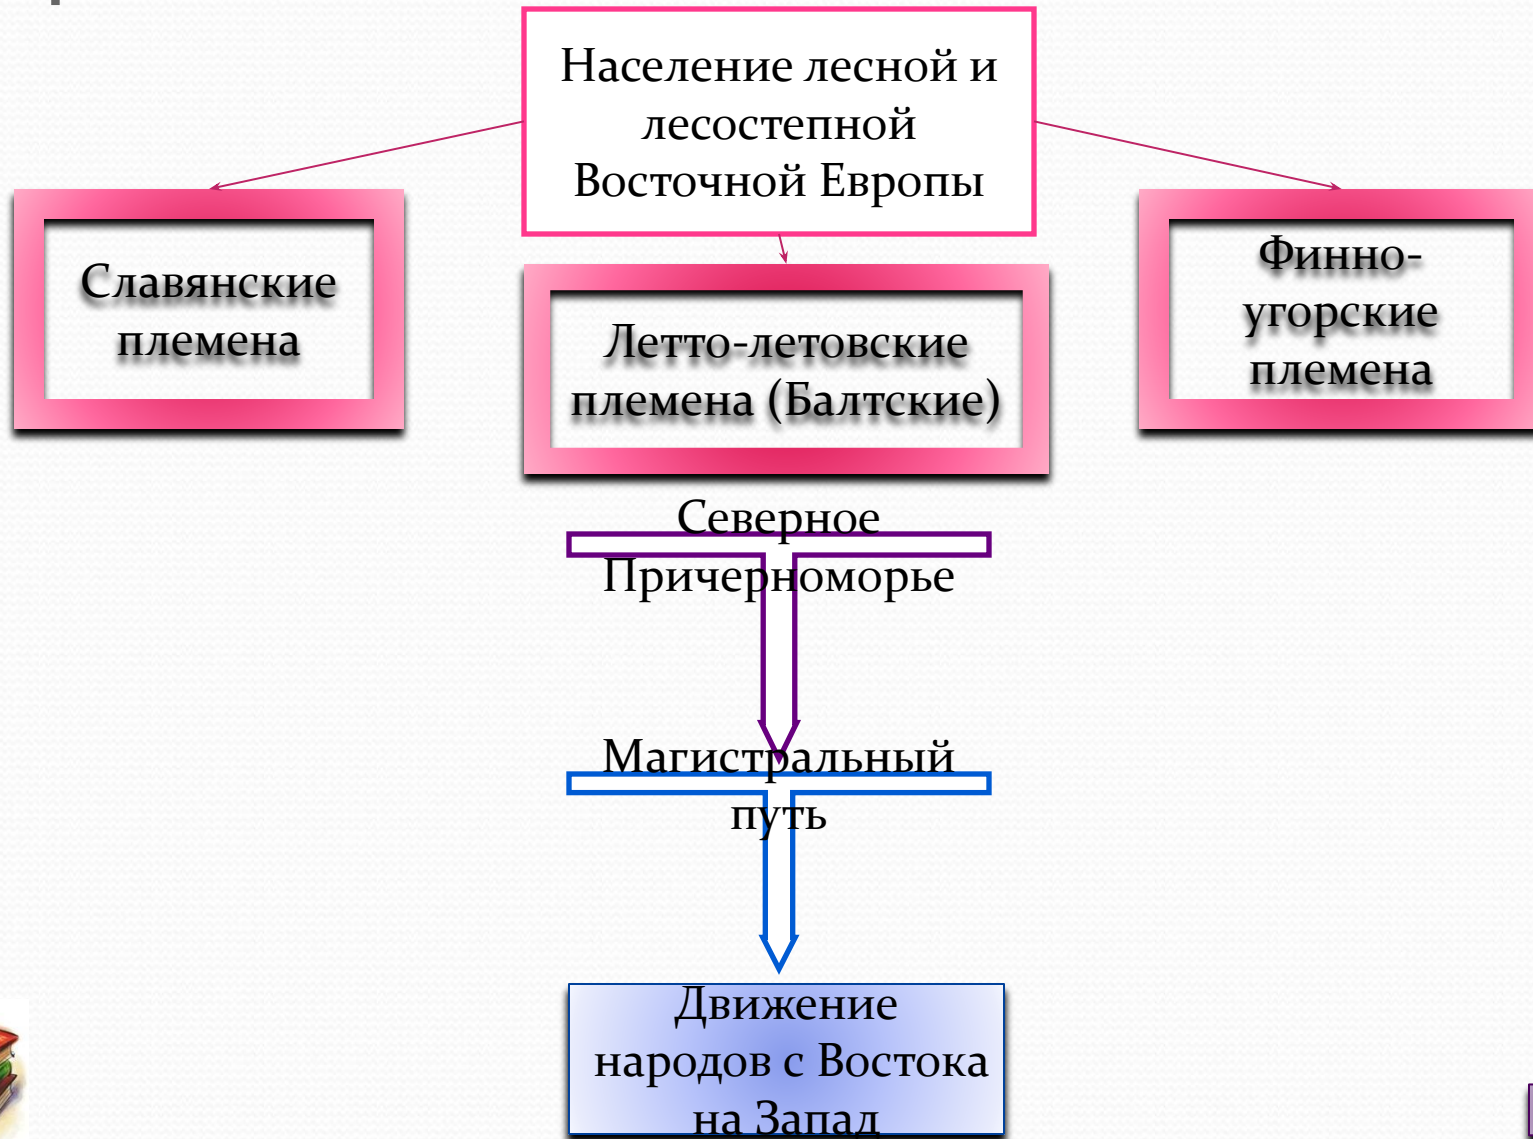 Население лесной и
лесостепной
Восточной Европы
Славянские
племена
Летто-летовские
племена (Балтские)
Финно-
угорские
племена
Северное
Причерноморье
Магистральный
путь
Движение
народов с Востока
на Запад